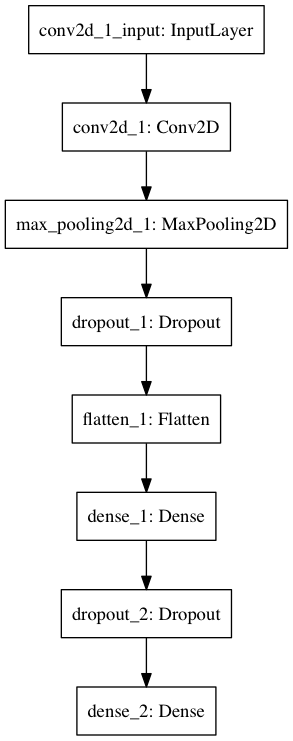 conv2d_1_input: InputLayer
conv2d_1: Conv2D
max_pooling2d_1: MaxPooling2D
dropout_1: Dropout
flatten_1: Flatten
dense_1: Dense
dropout_2: Dropout
dense_2: Dense